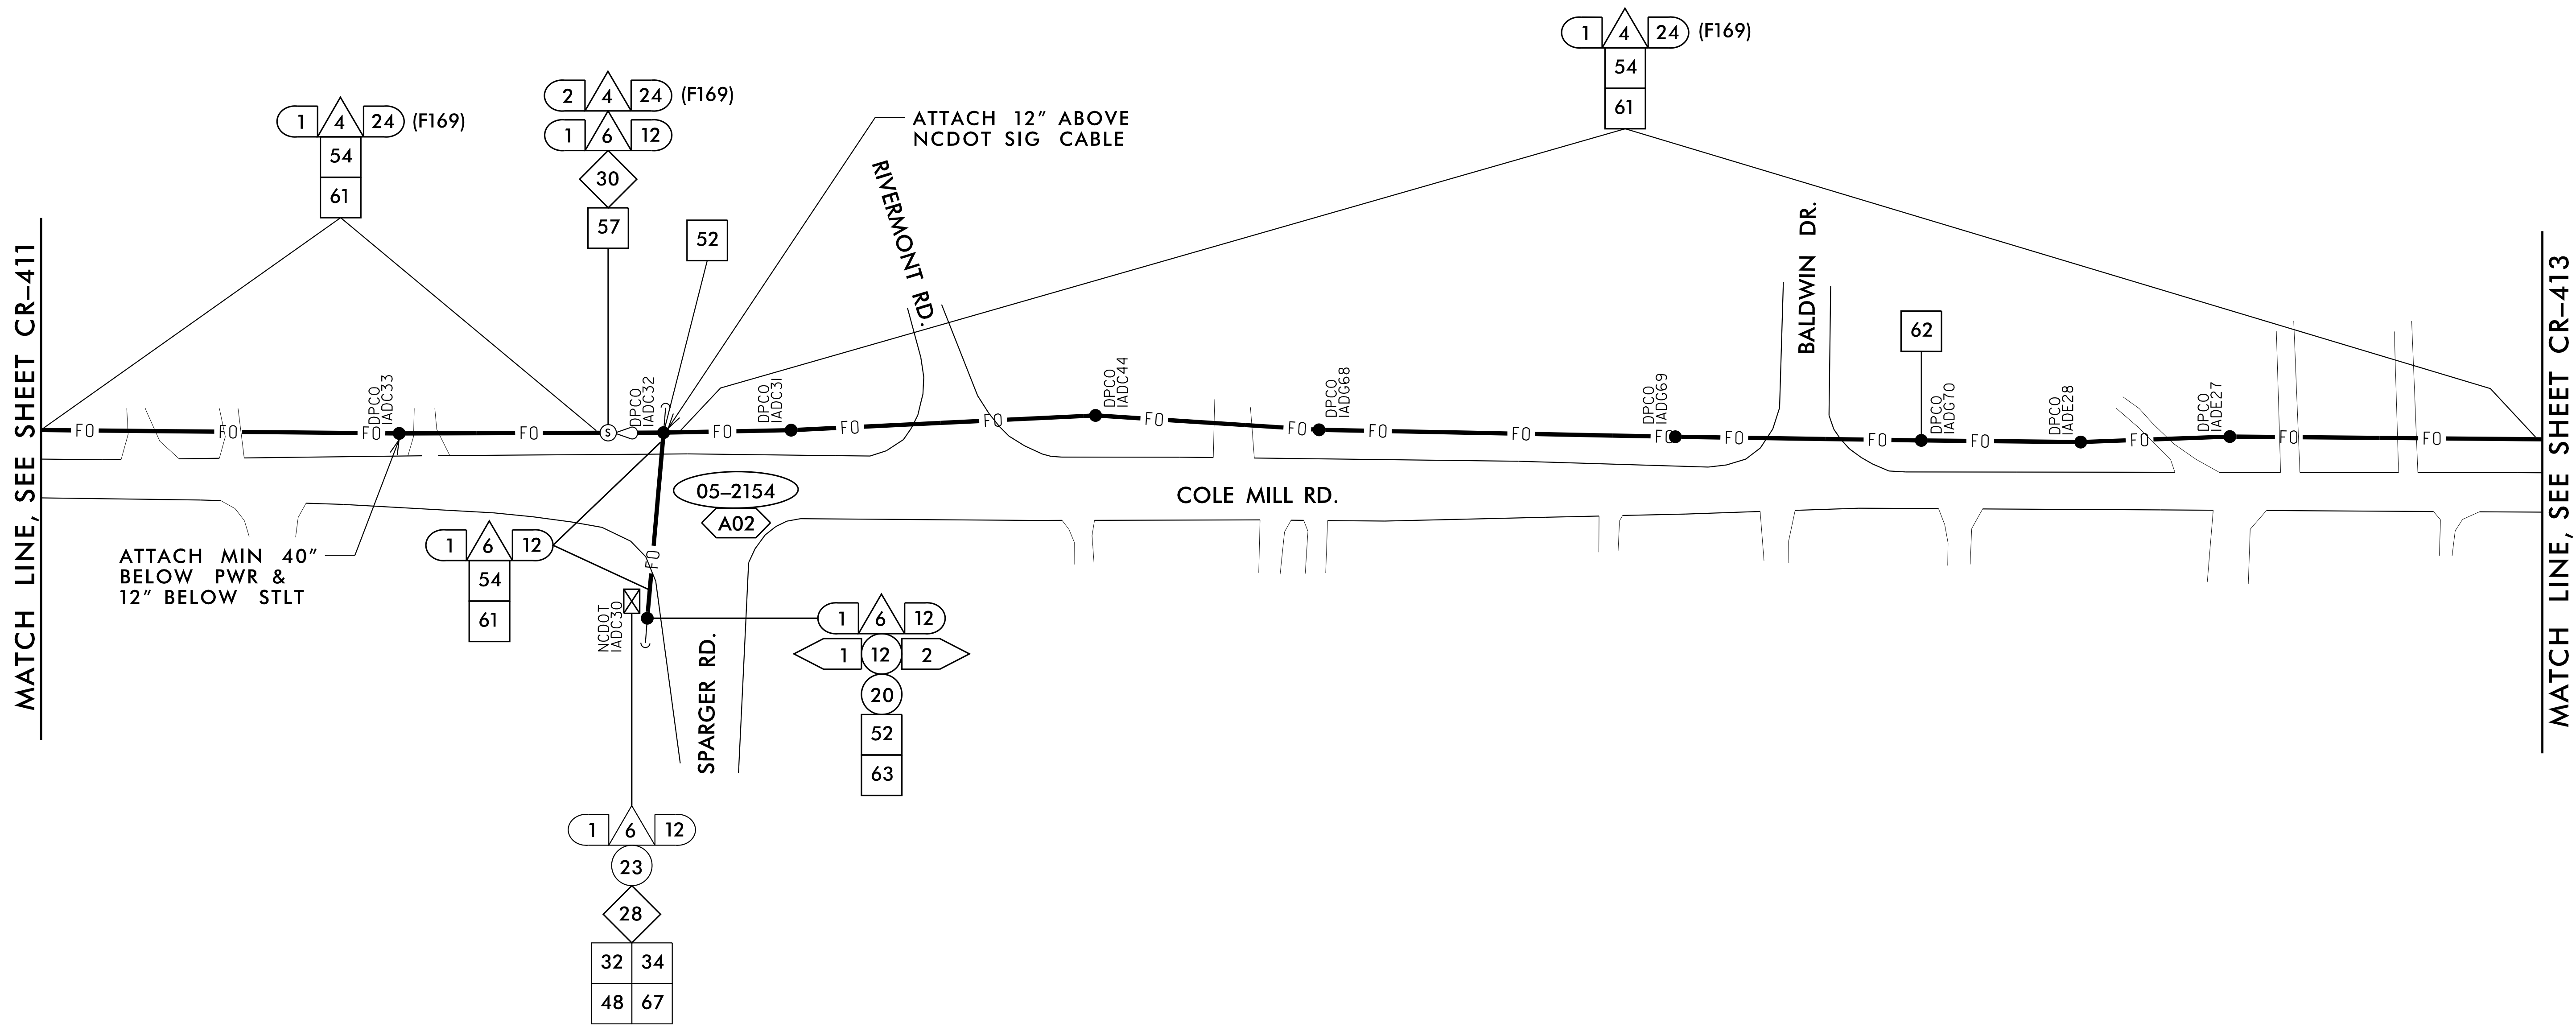 1 4 24 (F169)
54
61
2 4 24 (F169)
1 6 12
30
57
52
ATTACH 12" ABOVE
NCDOT SIG CABLE
1 4 24 (F169)
54
61
RIVERMONT RD.
BALDWIN DR.
62
MATCH LINE, SEE SHEET CR-411
MATCH LINE, SEE SHEET CR-413
DPCO
IADC33
DPCO
IADC32
DPCO
IADC31
DPCO
IADC44
DPCO
IADG68
DPCO
IADG69
DPCO
IADG70
DPCO
IADE28
DPCO
IADE27
FO FO FO FO S FO FO FO FO FO FO FO FO FO FO FO FO FO FO
05-2154
A02
COLE MILL RD.
ATTACH MIN 40"
BELOW PWR &
12" BELOW STLT
1 6 12
54
61
FO
NCDOT
IADC30
SPARGER RD.
1 6 12
1 12 2
20
52
63
1 6 12
23
28
32 34
48 67